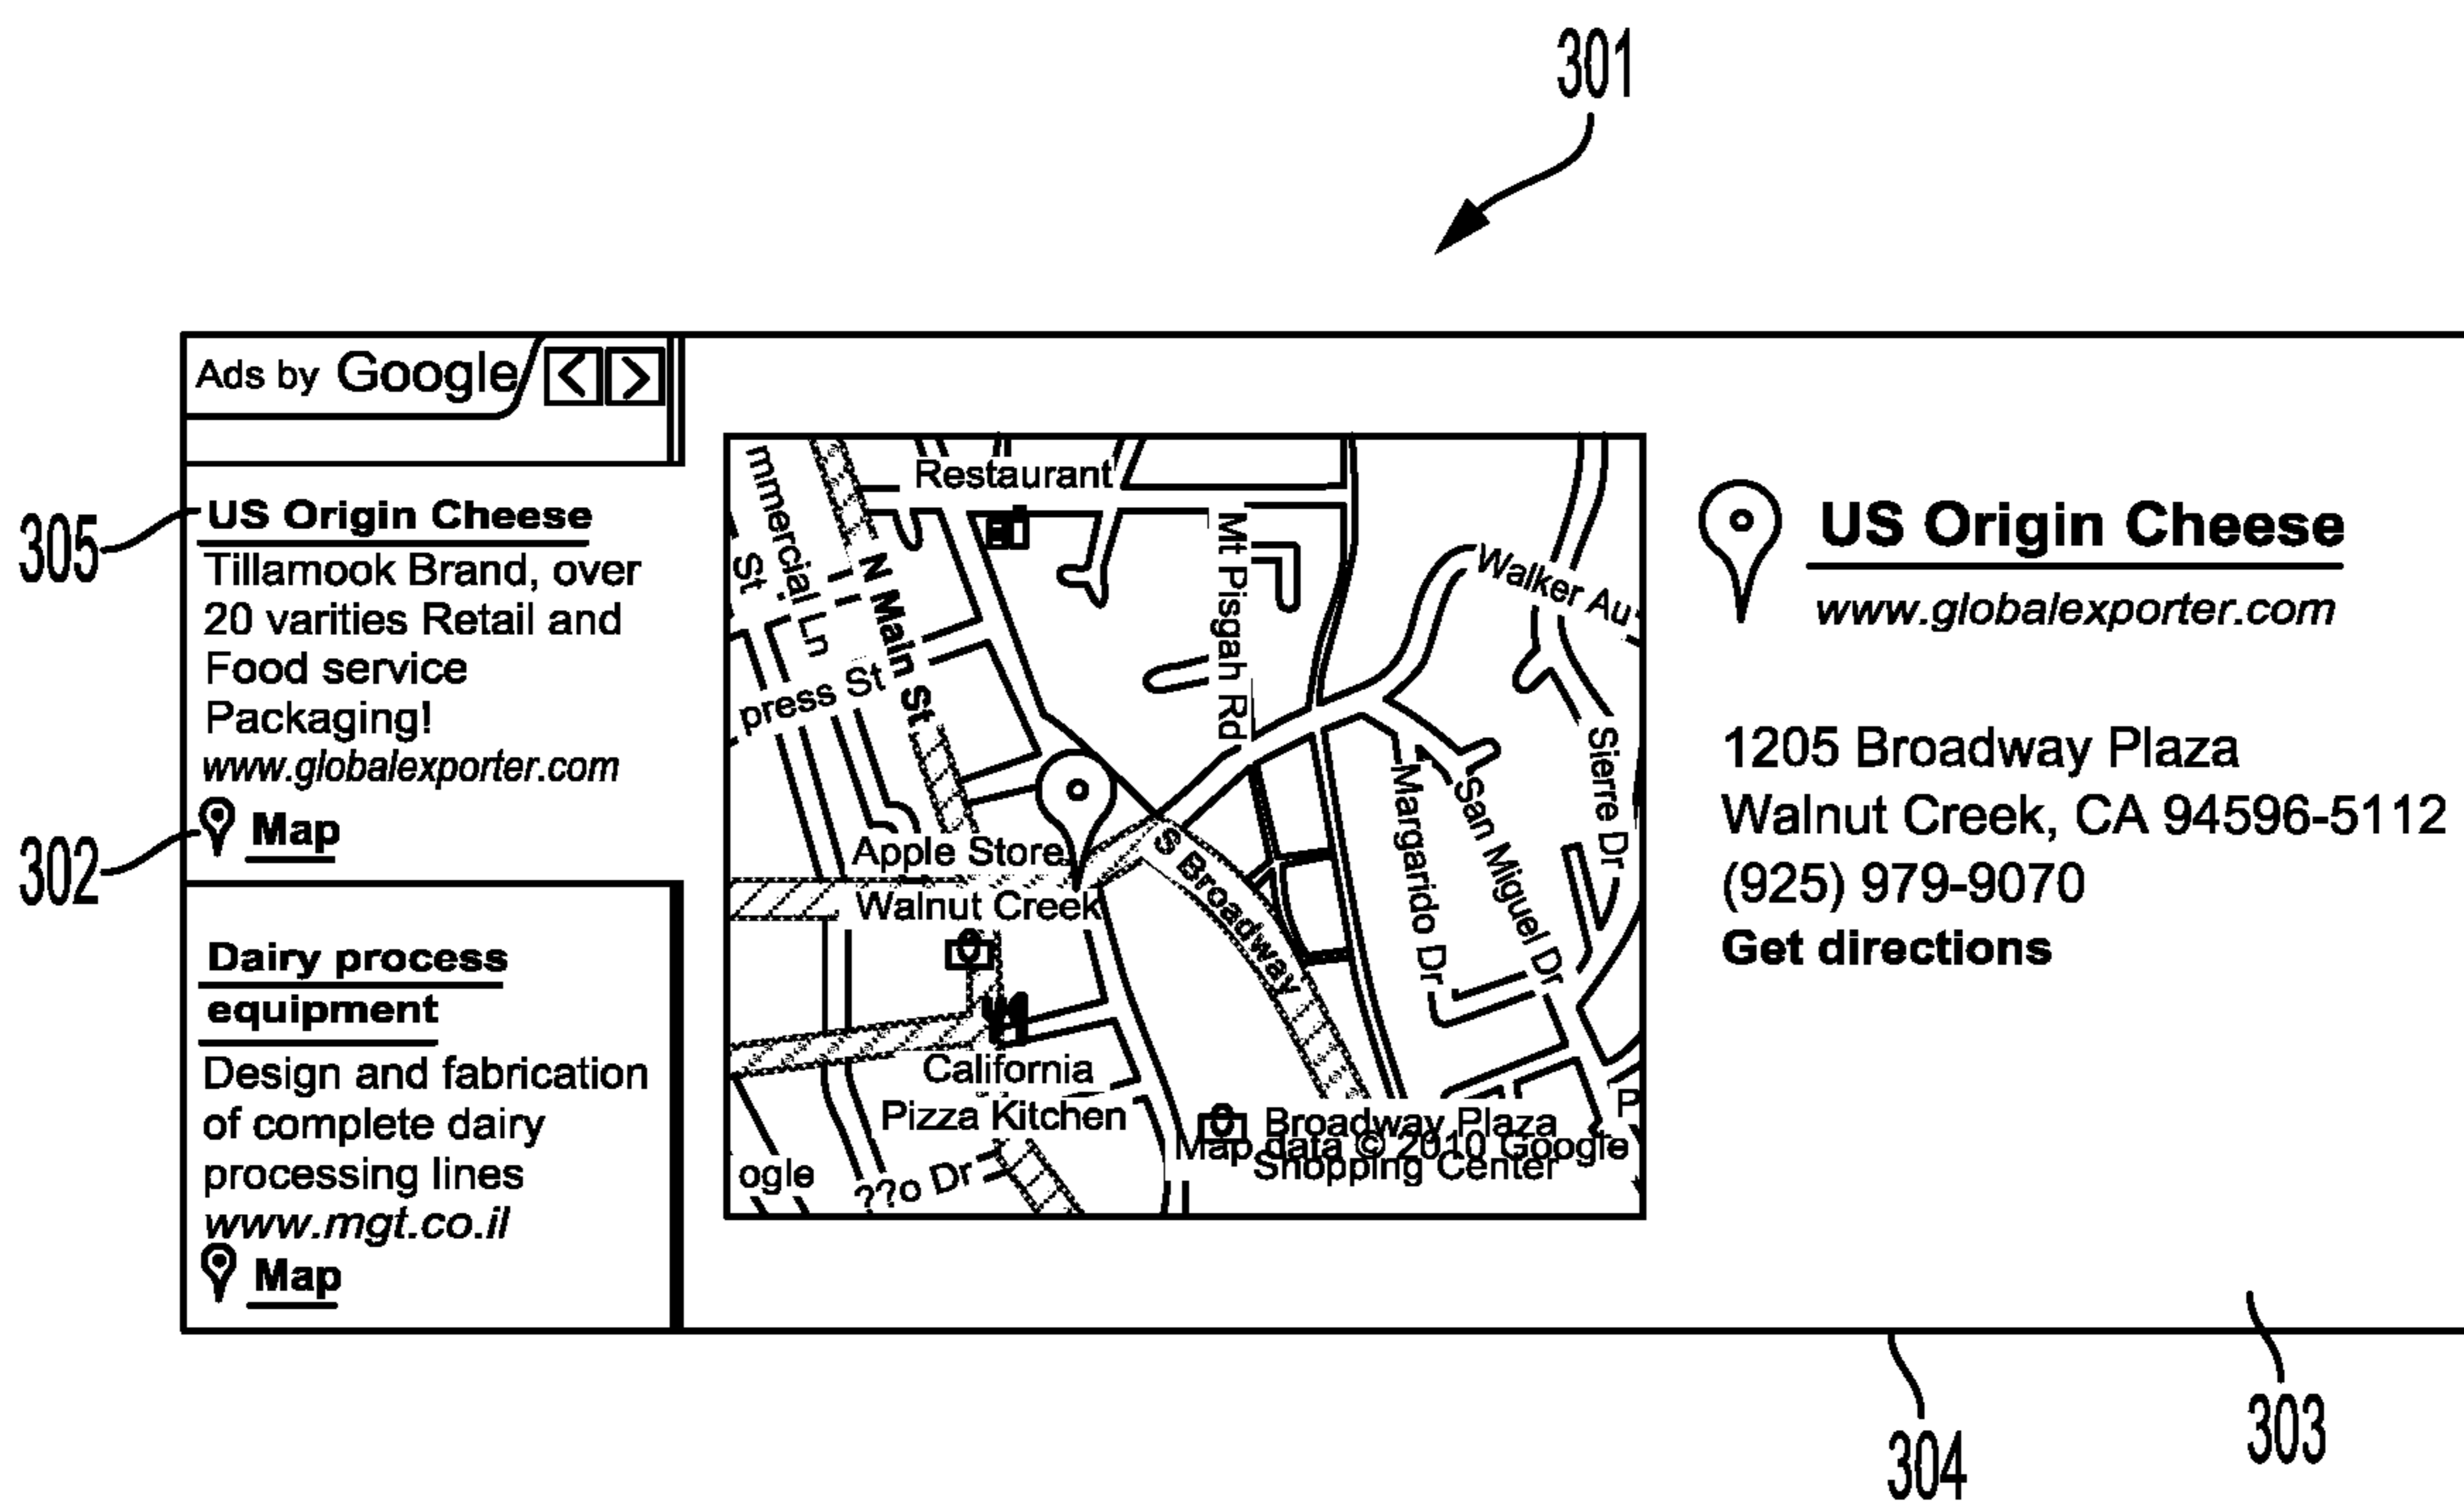 301
Ads by Google
< >
305
US Origin Cheese
Tillamook Brand, over
20 varities Retail and
Food service
Packaging!
www.globalexporter.com
302
Map
Dairy process
equipment
Design and fabrication
of complete dairy
processing lines
www.mgt.co.il
Map
Restaurant
mmercial Ln
St
N Main St
press St
Mt Pisgah Rd
Walker Au
Sierre Dr
San Miguel Dr
Margarido Dr
Apple Store
Walnut Creek
S Broadway
California
Pizza Kitchen
Broadway Plaza
Map data © 2010 Google
Shopping Center
P
ogle
??o Dr
US Origin Cheese
www.globalexporter.com
1205 Broadway Plaza
Walnut Creek, CA 94596-5112
(925) 979-9070
Get directions
303
304